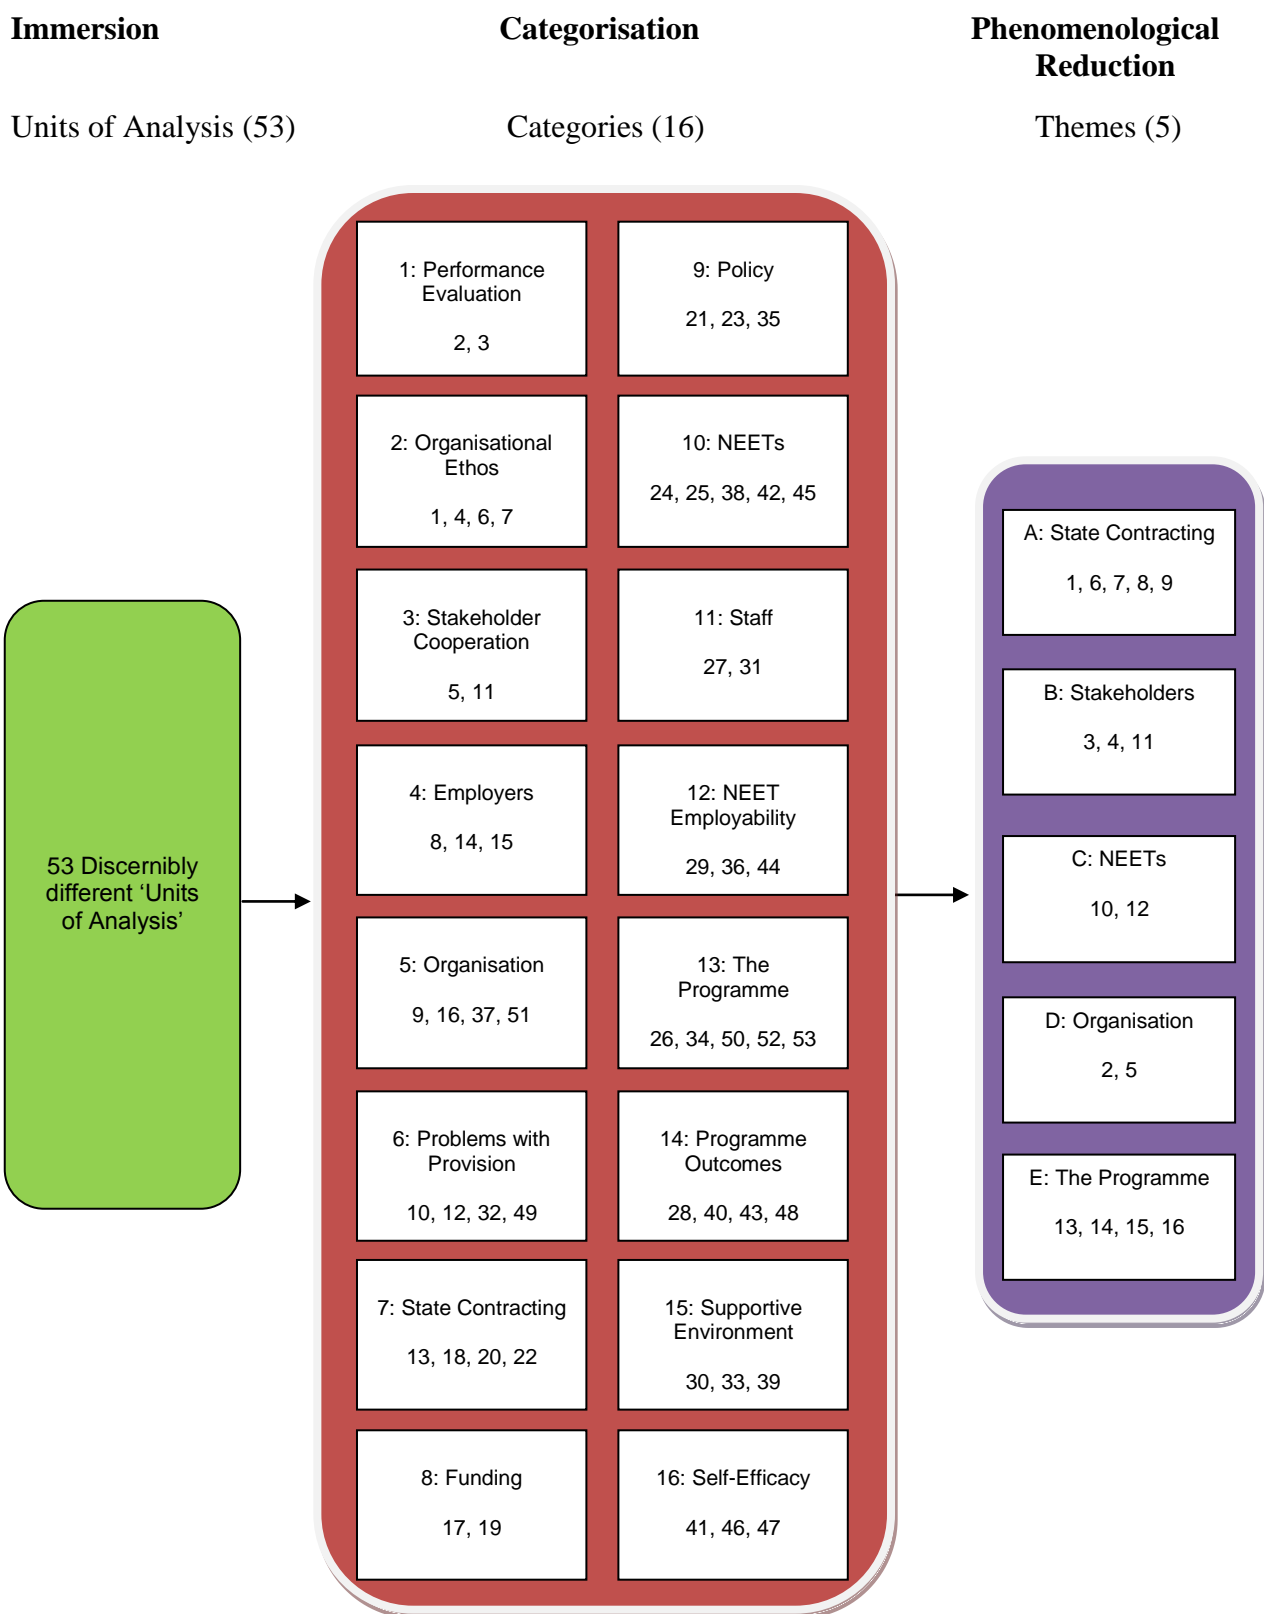 Immersion
Categorisation
Phenomenological
Reduction
Units of Analysis (53)
Categories (16)
Themes (5)
53 Discernibly
different ‘Units
of Analysis’
1: Performance
Evaluation
2, 3
2: Organisational
Ethos
1, 4, 6, 7
3: Stakeholder
Cooperation
5, 11
4: Employers
8, 14, 15
5: Organisation
9, 16, 37, 51
6: Problems with
Provision
10, 12, 32, 49
7: State Contracting
13, 18, 20, 22
8: Funding
17, 19
9: Policy
21, 23, 35
10: NEETs
24, 25, 38, 42, 45
11: Staff
27, 31
12: NEET
Employability
29, 36, 44
13: The
Programme
26, 34, 50, 52, 53
14: Programme
Outcomes
28, 40, 43, 48
15: Supportive
Environment
30, 33, 39
16: Self-Efficacy
41, 46, 47
A: State Contracting
1, 6, 7, 8, 9
B: Stakeholders
3, 4, 11
C: NEETs
10, 12
D: Organisation
2, 5
E: The Programme
13, 14, 15, 16